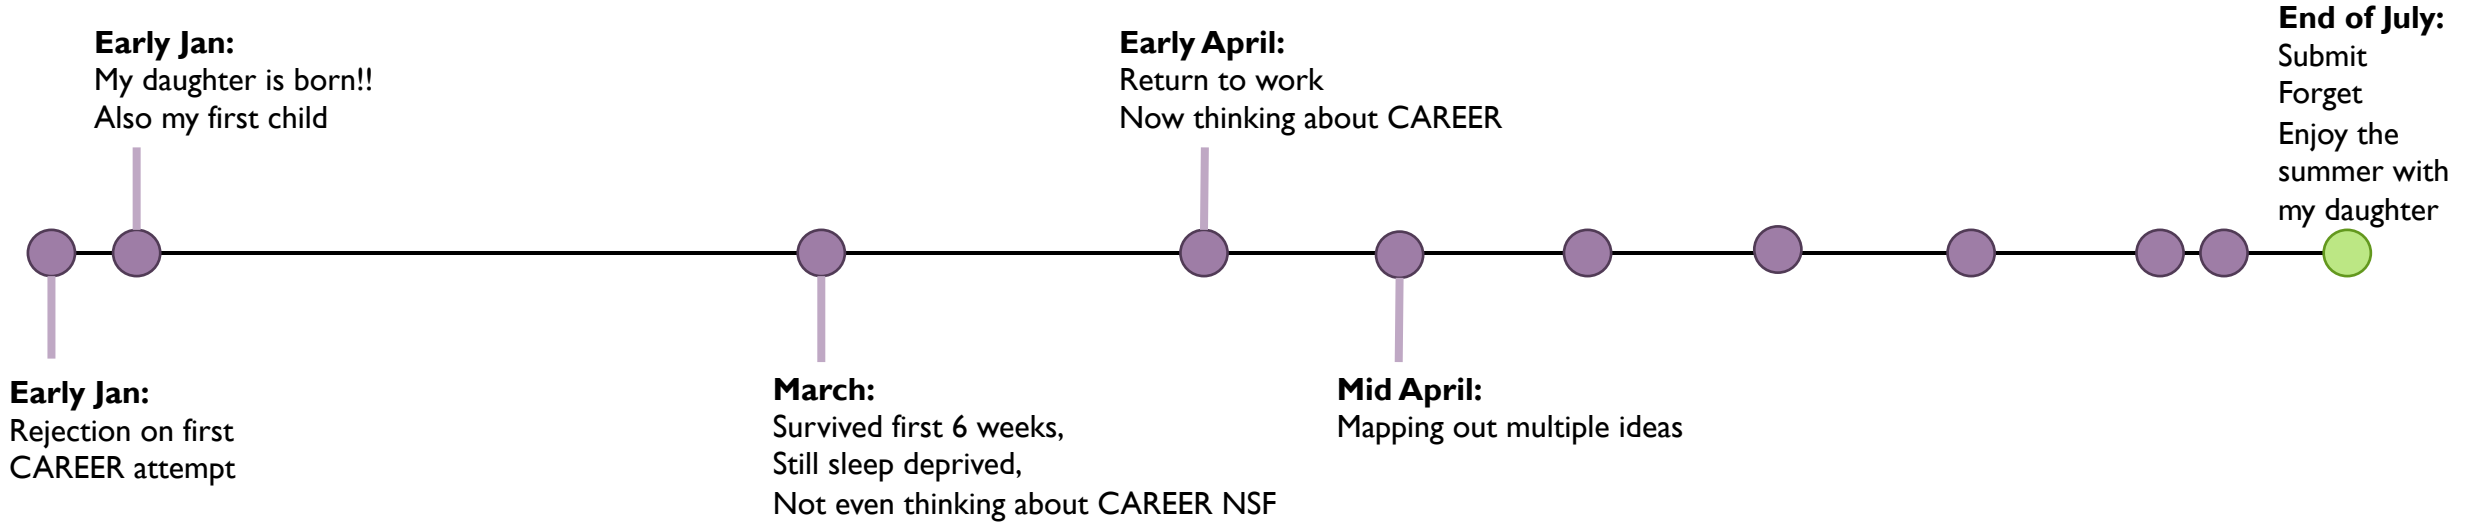 Early Jan:
My daughter is born!!
Also my first child
Early April:
Return to work
Now thinking about CAREER
End of July:
Submit
Forget
Enjoy the
summer with
my daughter
Early Jan:
Rejection on first
CAREER attempt
March:
Survived first 6 weeks,
Still sleep deprived,
Not even thinking about CAREER NSF
Mid April:
Mapping out multiple ideas